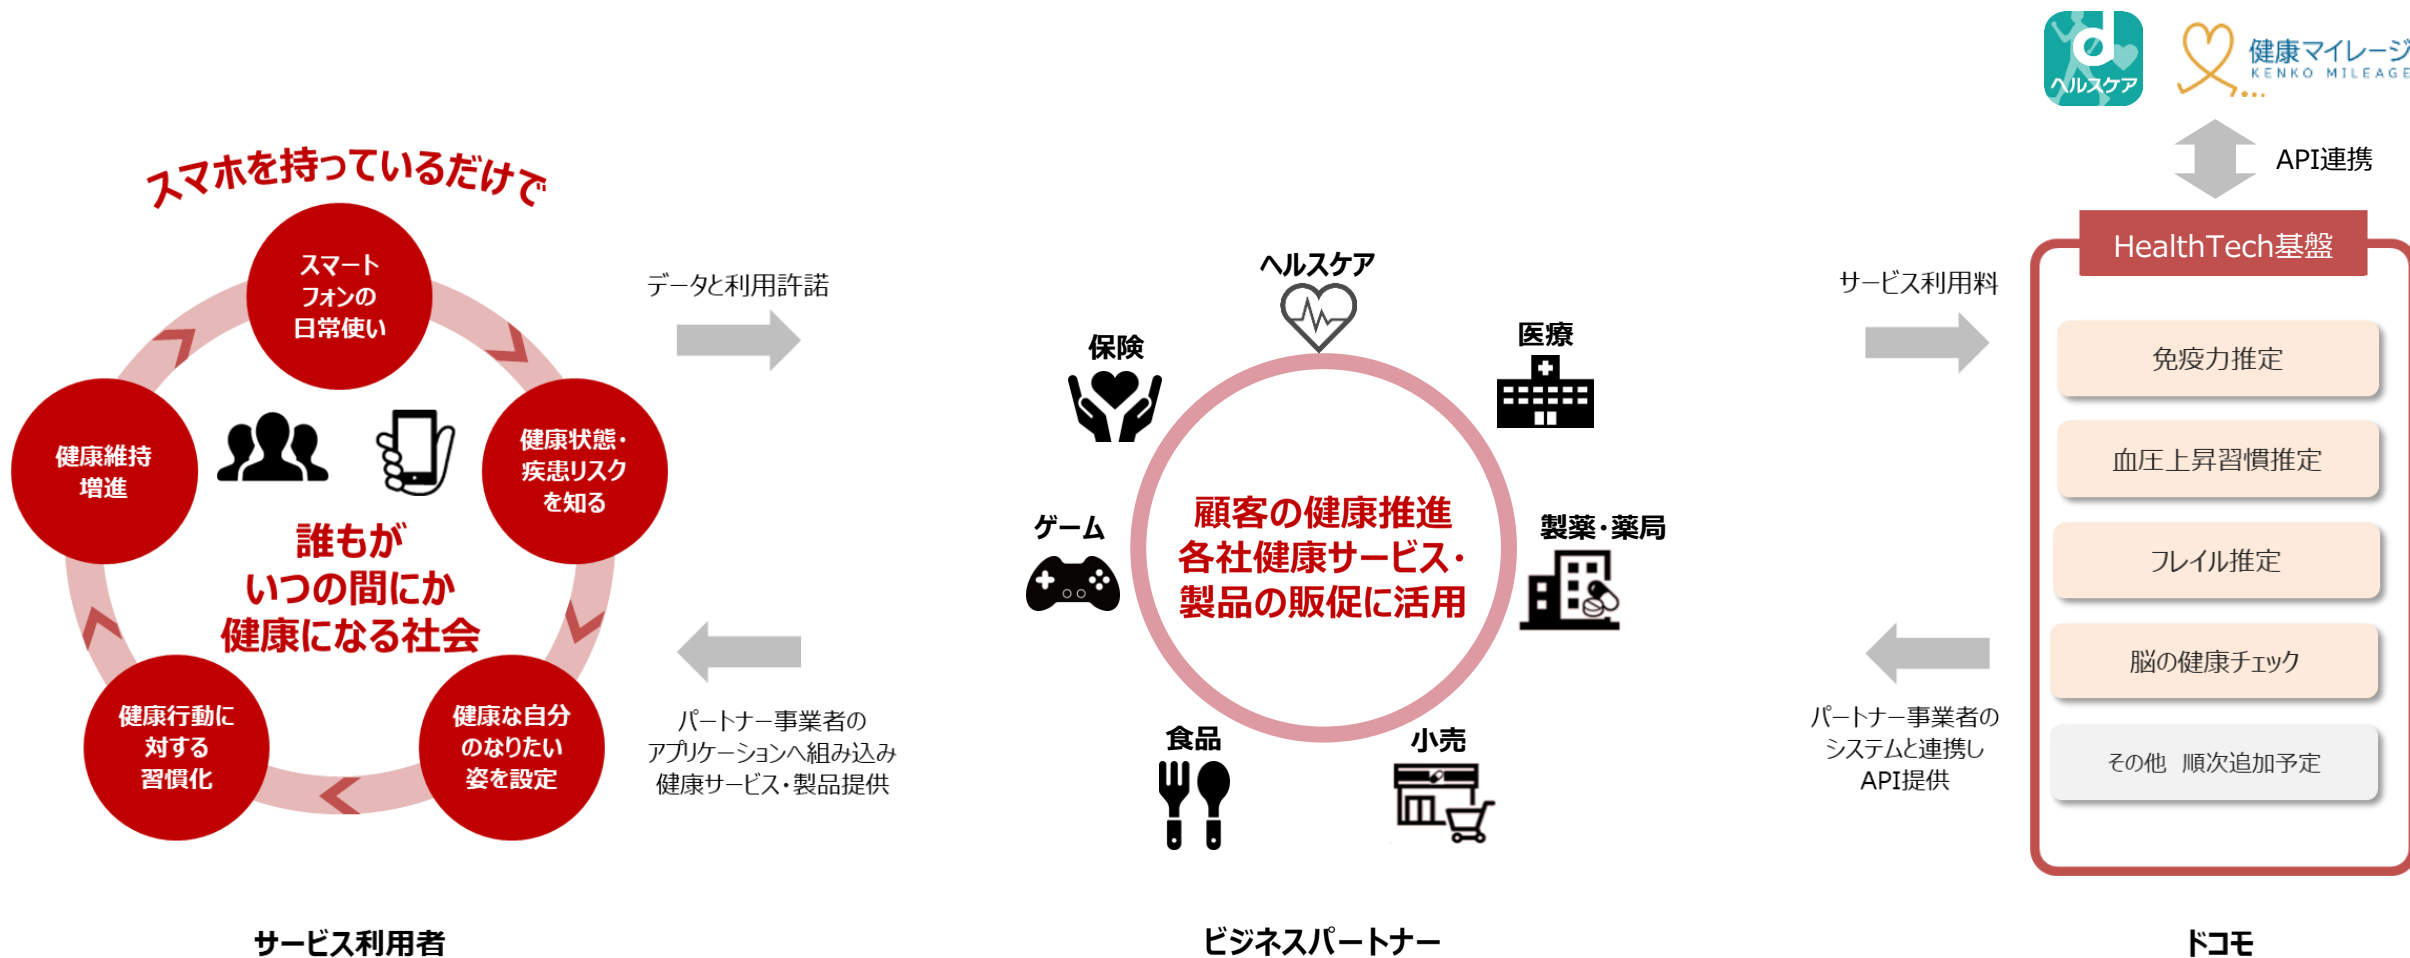 スマホを持っているだけで
スマート
フォンの
日常使い
健康状態・
疾患リスク
を知る
健康な自分
のなりたい
姿を設定
健康行動に
対する
習慣化
健康維持
増進
誰もが
いつの間にか
健康になる社会
サービス利用者
データと利用許諾
パートナー事業者の
アプリケーションへ組み込み
健康サービス・製品提供
ヘルスケア
医療
製薬・薬局
小売
食品
ゲーム
保険
顧客の健康推進
各社健康サービス・
製品の販促に活用
ビジネスパートナー
サービス利用料
パートナー事業者の
システムと連携し
API提供
d
ヘルスケア
健康マイレージ
KENKO MILEAGE
API連携
HealthTech基盤
免疫力推定
血圧上昇習慣推定
フレイル推定
脳の健康チェック
その他 順次追加予定
ドコモ